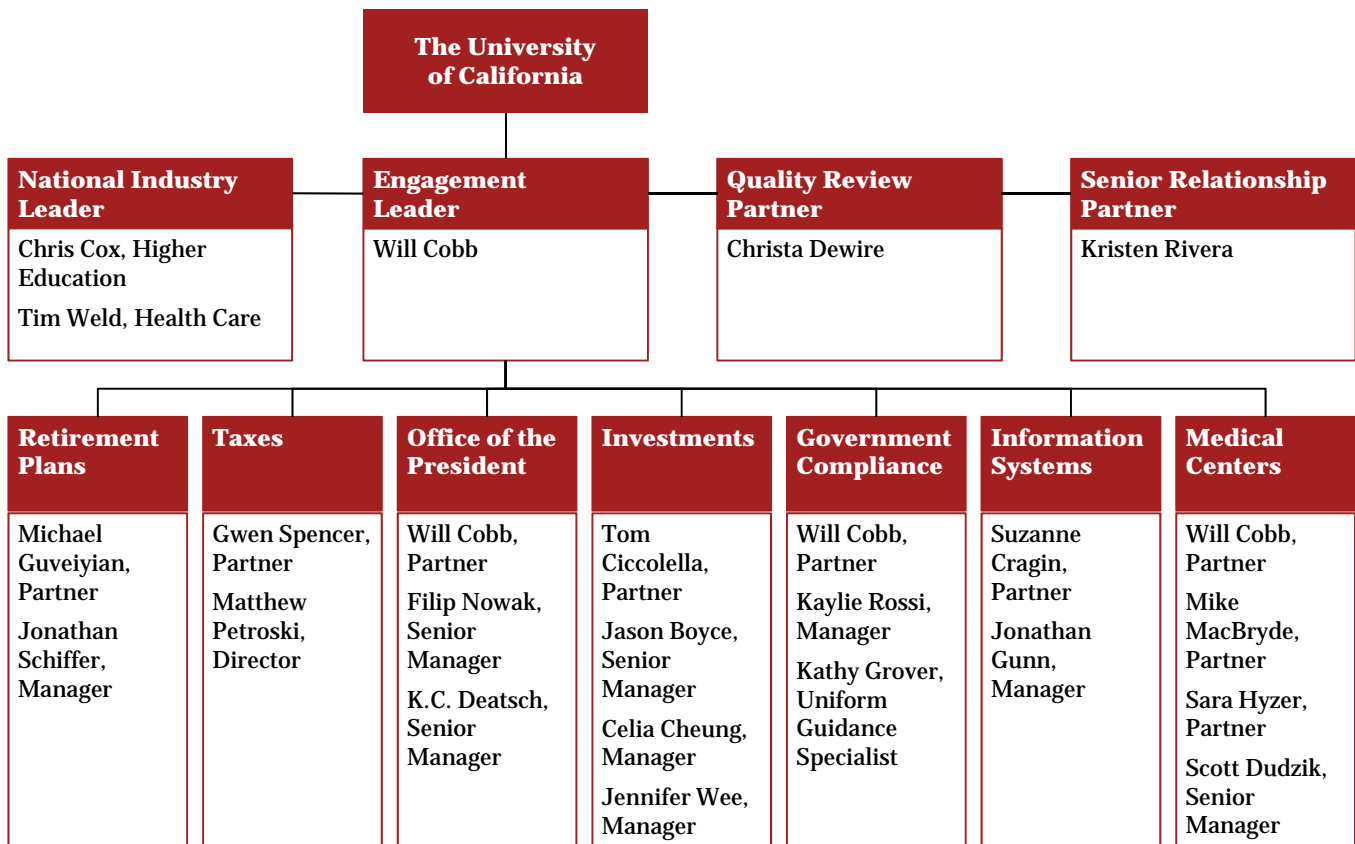 The University
of California
National Industry
Leader
Chris Cox, Higher
Education
Tim Weld, Health Care
Engagement
Leader
Will Cobb
Quality Review
Partner
Christa Dewire
Senior Relationship
Partner
Kristen Rivera
Retirement
Plans
Michael
Guveiyian,
Partner
Jonathan
Schiffer,
Manager
Taxes
Gwen Spencer,
Partner
Matthew
Petroski,
Director
Office of the
President
Will Cobb,
Partner
Filip Nowak,
Senior
Manager
K.C. Deatsch,
Senior
Manager
Investments
Tom
Ciccolella,
Partner
Jason Boyce,
Senior
Manager
Celia Cheung,
Manager
Jennifer Wee,
Manager
Government
Compliance
Will Cobb,
Partner
Kaylie Rossi,
Manager
Kathy Grover,
Uniform
Guidance
Specialist
Information
Systems
Suzanne
Cragin,
Partner
Jonathan
Gunn,
Manager
Medical
Centers
Will Cobb,
Partner
Mike
MacBryde,
Partner
Sara Hyzer,
Partner
Scott Dudzik,
Senior
Manager